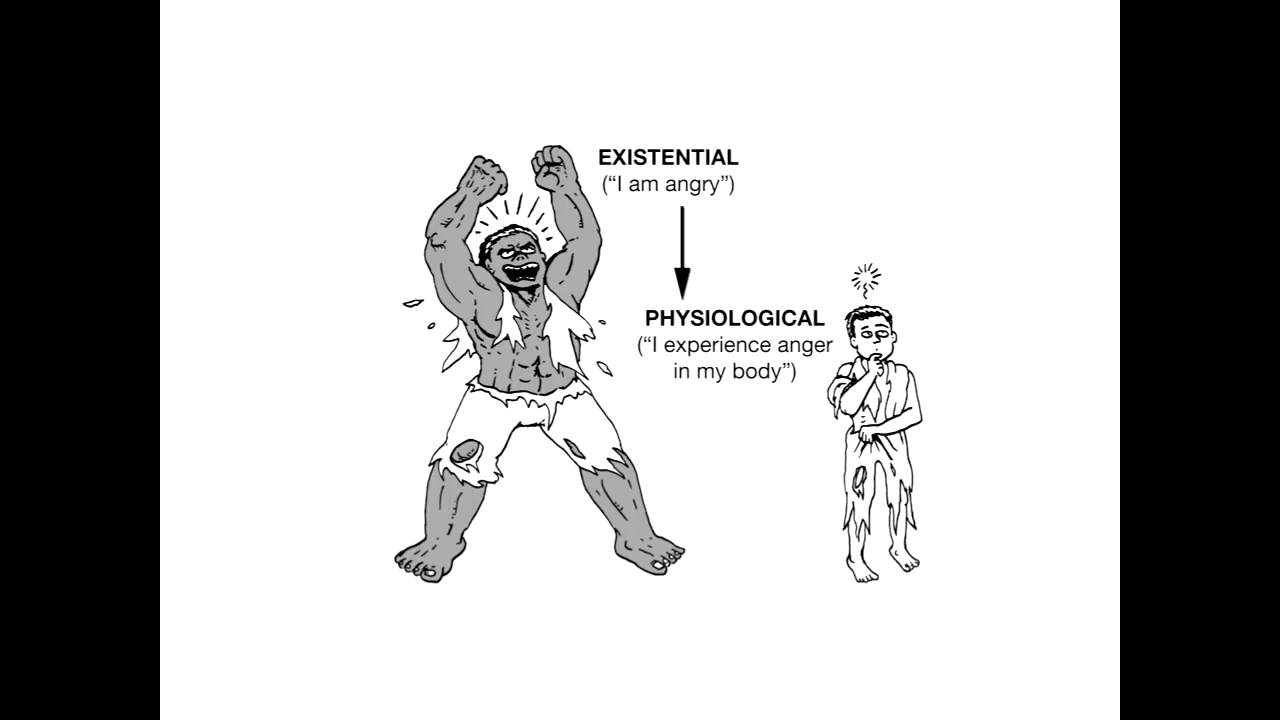 EXISTENTIAL
(“I am angry”)
PHYSIOLOGICAL
(“I experience anger
in my body”)